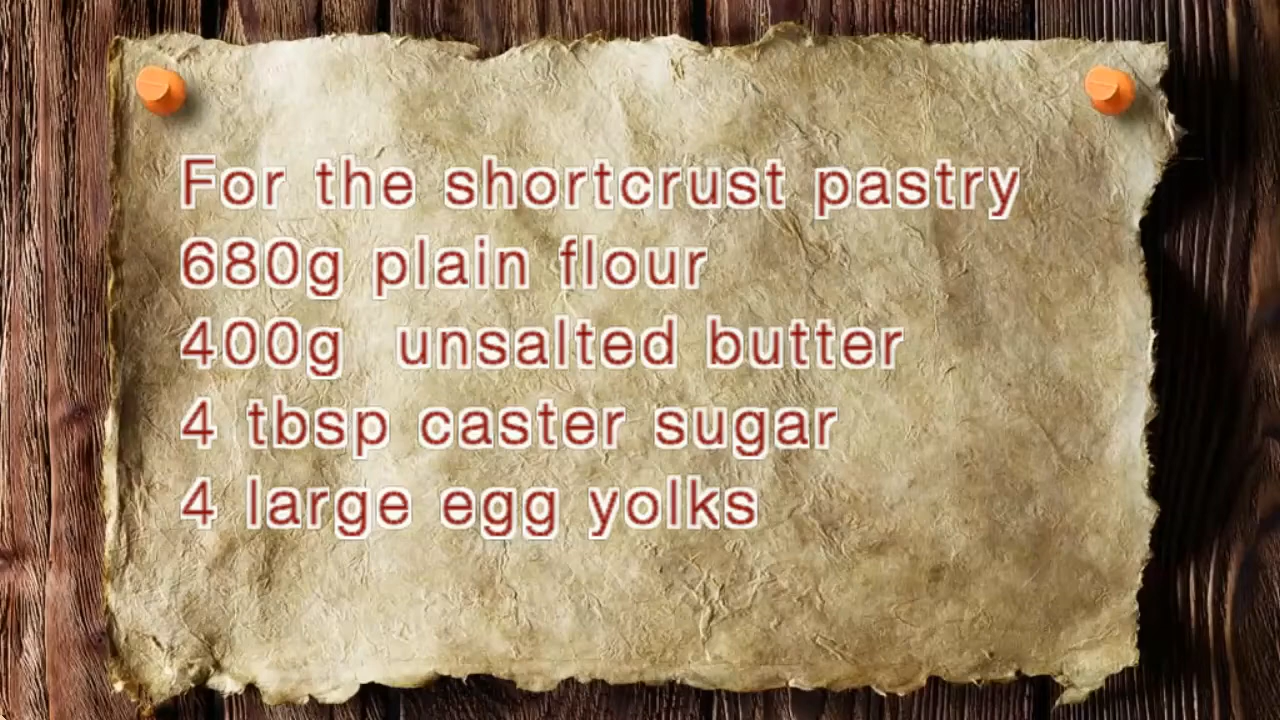 For the shortcrust pastry
680g plain flour
400g  unsalted butter
4 tbsp caster sugar
4 large egg yolks